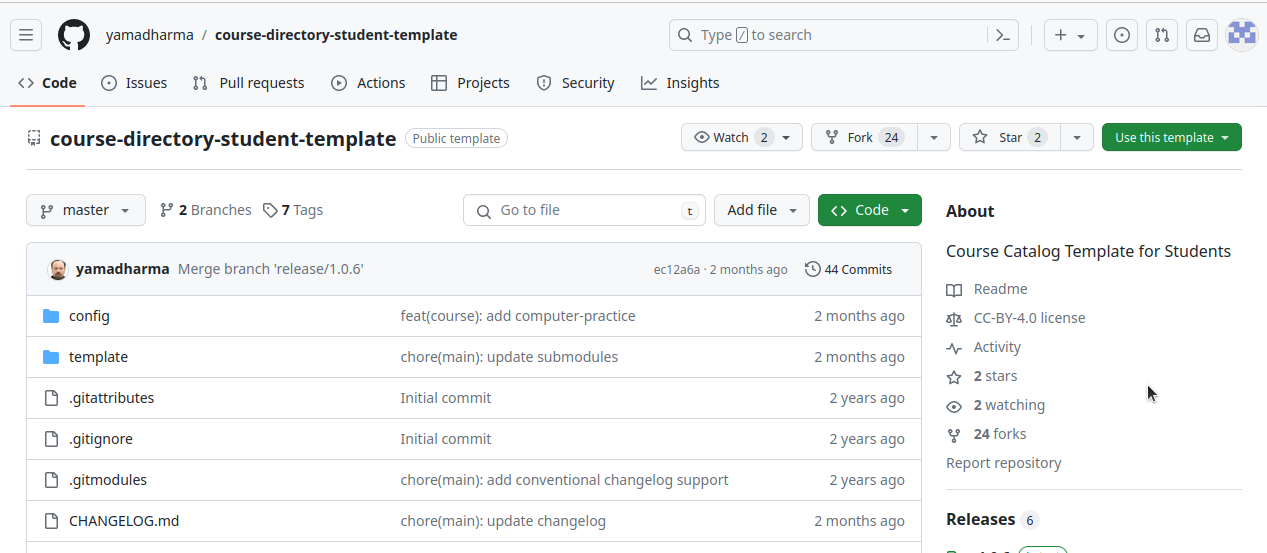 yamadharma / course-directory-student-template Type / to search
Code Issues Pull requests Actions Projects Security Insights
course-directory-student-template Public template Watch 2 Fork 24 Star 2 Use this template
master 2 Branches 7 Tags Go to file t Add file Code
yamadharma Merge branch 'release/1.0.6' ec12a6a · 2 months ago 44 Commits
config feat(course): add computer-practice 2 months ago
template chore(main): update submodules 2 months ago
.gitattributes Initial commit 2 years ago
.gitignore Initial commit 2 years ago
.gitmodules chore(main): add conventional changelog support 2 years ago
CHANGELOG.md chore(main): update changelog 2 months ago
About
Course Catalog Template for Students
Readme
CC-BY-4.0 license
Activity
2 stars
2 watching
24 forks
Report repository
Releases 6